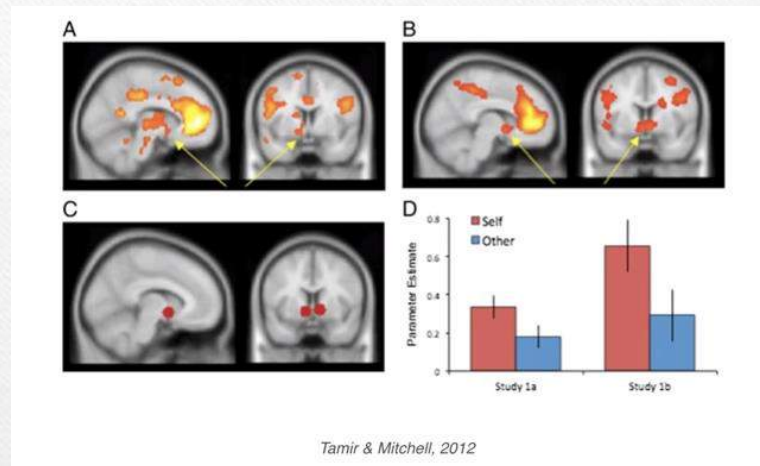 A
B
C
D
0.8
Self
Other
0.6
0.4
0.2
0
Parameter Estimate
Study 1a
Study 1b
Tamir & Mitchell, 2012